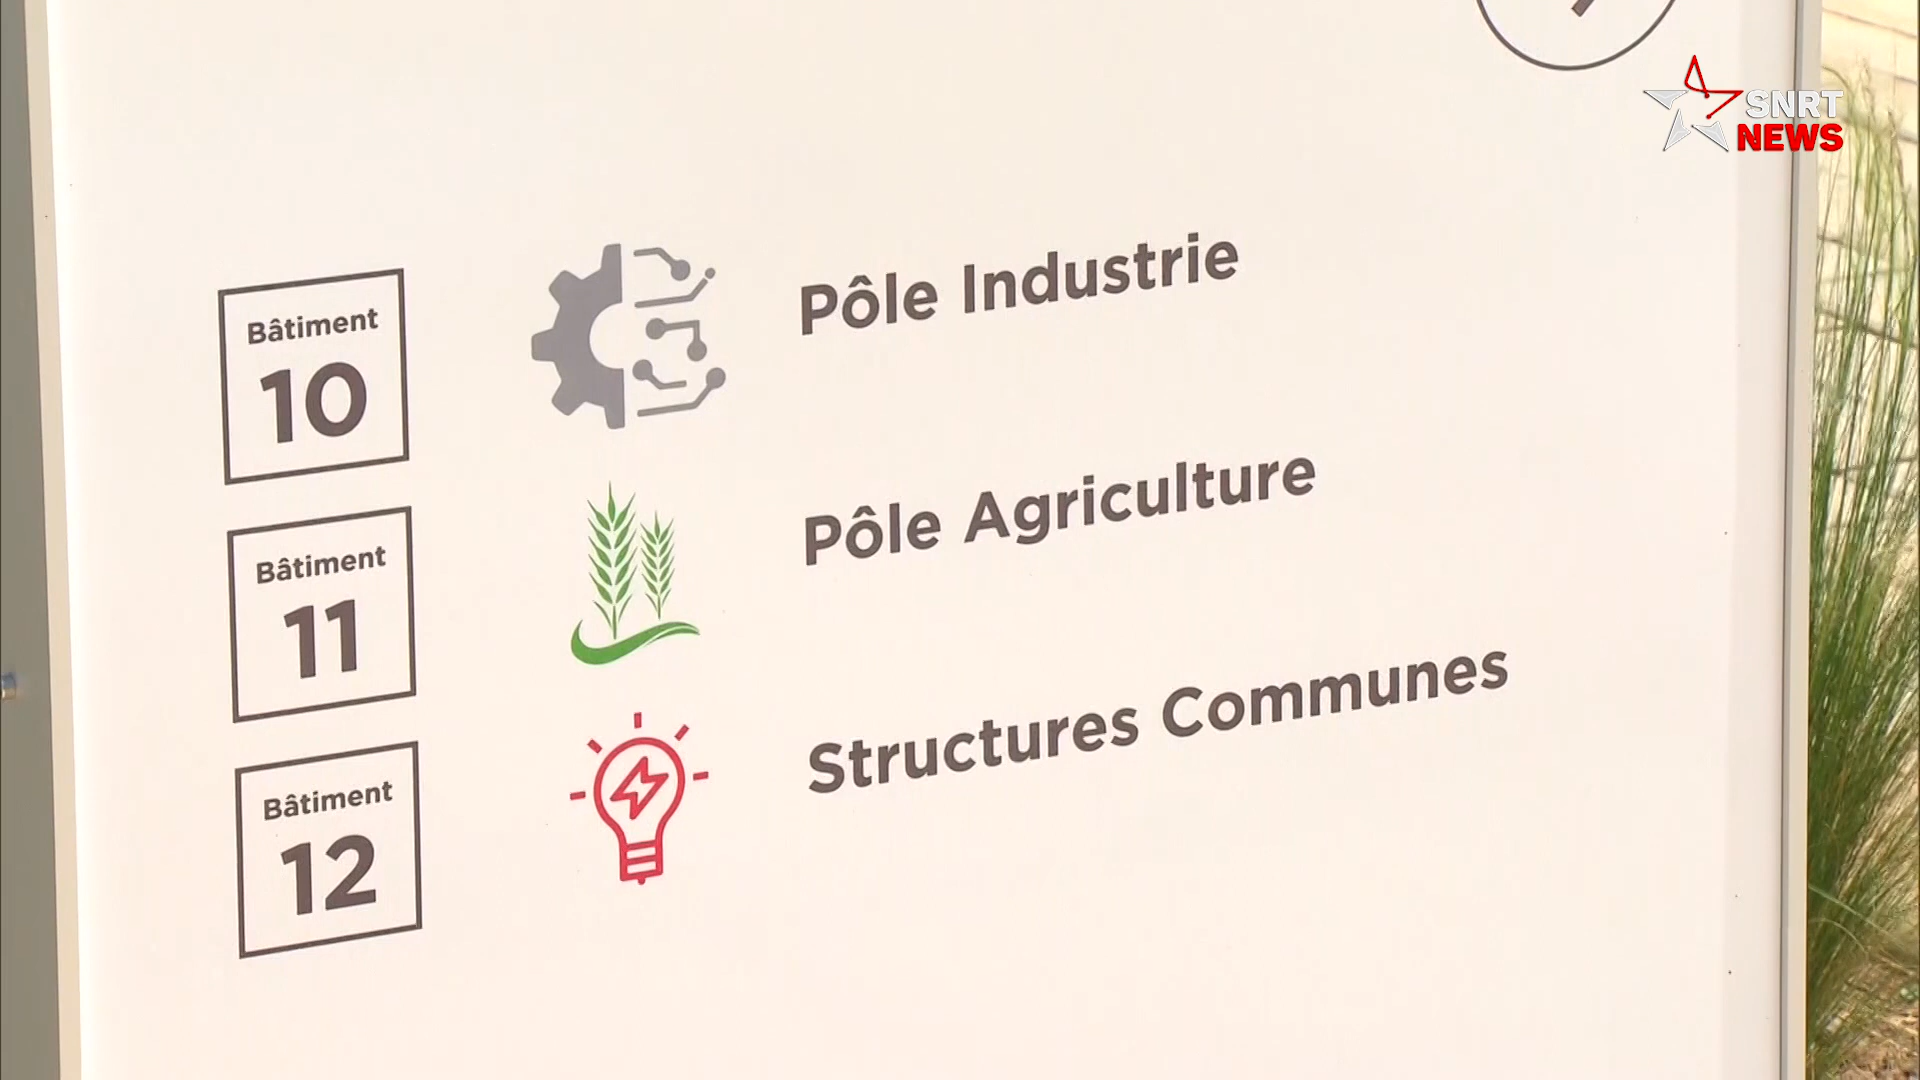 SNRT
NEWS
Bâtiment
10
Pôle Industrie
Bâtiment
11
Pôle Agriculture
Bâtiment
12
Structures Communes